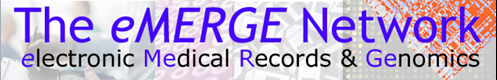 The eMERGE Network
electronic Medical Records & Genomics